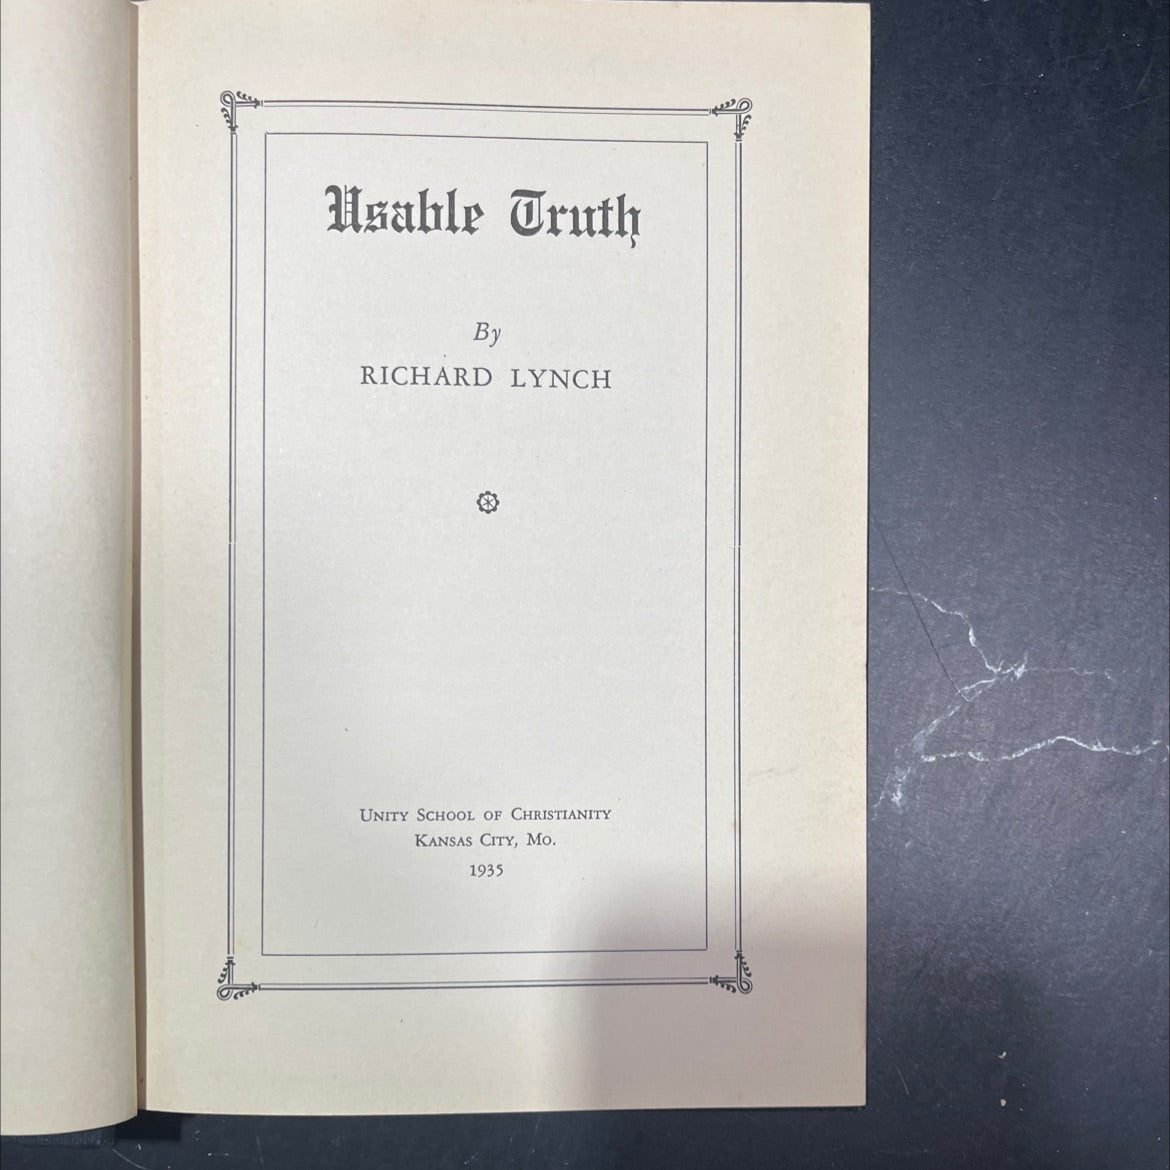 Usable Truth
By
RICHARD LYNCH
UNITY SCHOOL OF CHRISTIANITY
KANSAS CITY, MO.
1935